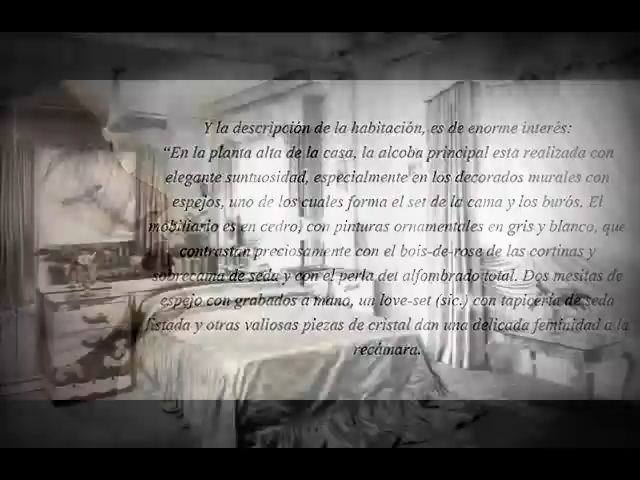 Y la descripción de la habitación, es de enorme interés:
“En la planta alta de la casa, la alcoba principal esta realizada con
elegante suntuosidad, especialmente en los decorados murales con
espejos, uno de los cuales forma el set de la cama y los burós. El
mobiliario es en cedro, con pinturas ornamentales en gris y blanco, que
contrastan preciosamente con el bois-de-rose de las cortinas y
sobrecama de seda y con el perla del alfombrado total. Dos mesitas de
espejo con grabados a mano, un love-set (sic.) con tapicería de seda
listada y otras valiosas piezas de cristal dan una delicada feminidad a la
recámara.